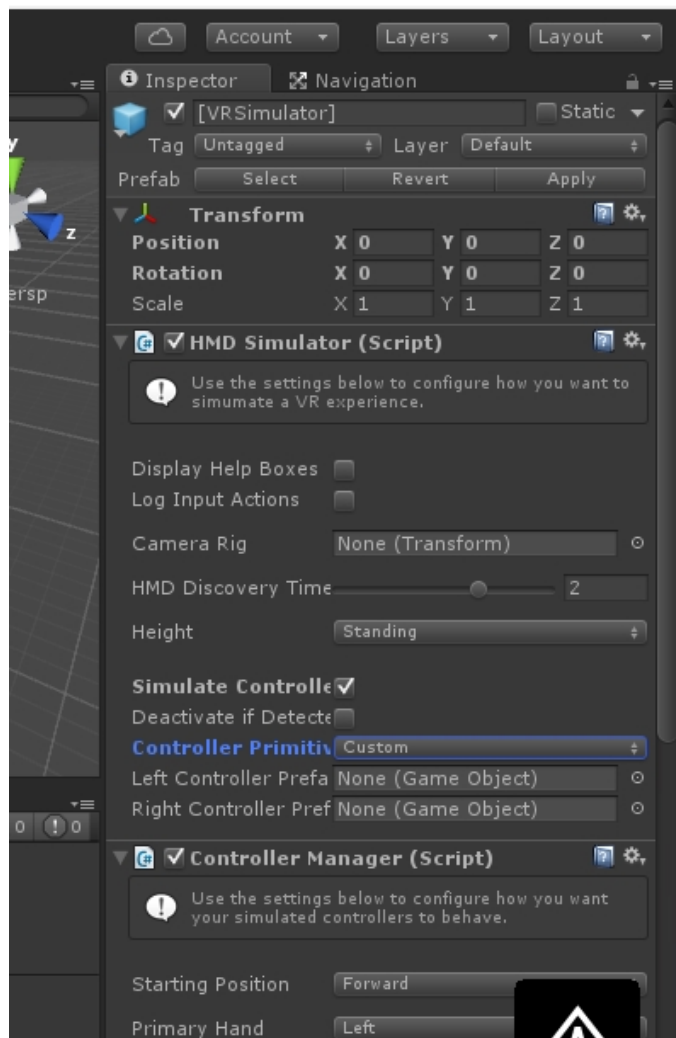 Account Layers Layout
Inspector Navigation
[VRSimulator] Static
Tag Untagged Layer Default
Prefab Select Revert Apply
y
z
ersp
Transform
Position X 0 Y 0 Z 0
Rotation X 0 Y 0 Z 0
Scale X 1 Y 1 Z 1
HMD Simulator (Script)
Use the settings below to configure how you want to
simumate a VR experience.
Display Help Boxes
Log Input Actions
Camera Rig None (Transform)
HMD Discovery Time 2
Height Standing
Simulate Controlle
Deactivate if Detecte
Controller Primitiv Custom
Left Controller Prefa None (Game Object)
Right Controller Pref None (Game Object)
0 0
Controller Manager (Script)
Use the settings below to configure how you want
your simulated controllers to behave.
Starting Position Forward
Primary Hand Left